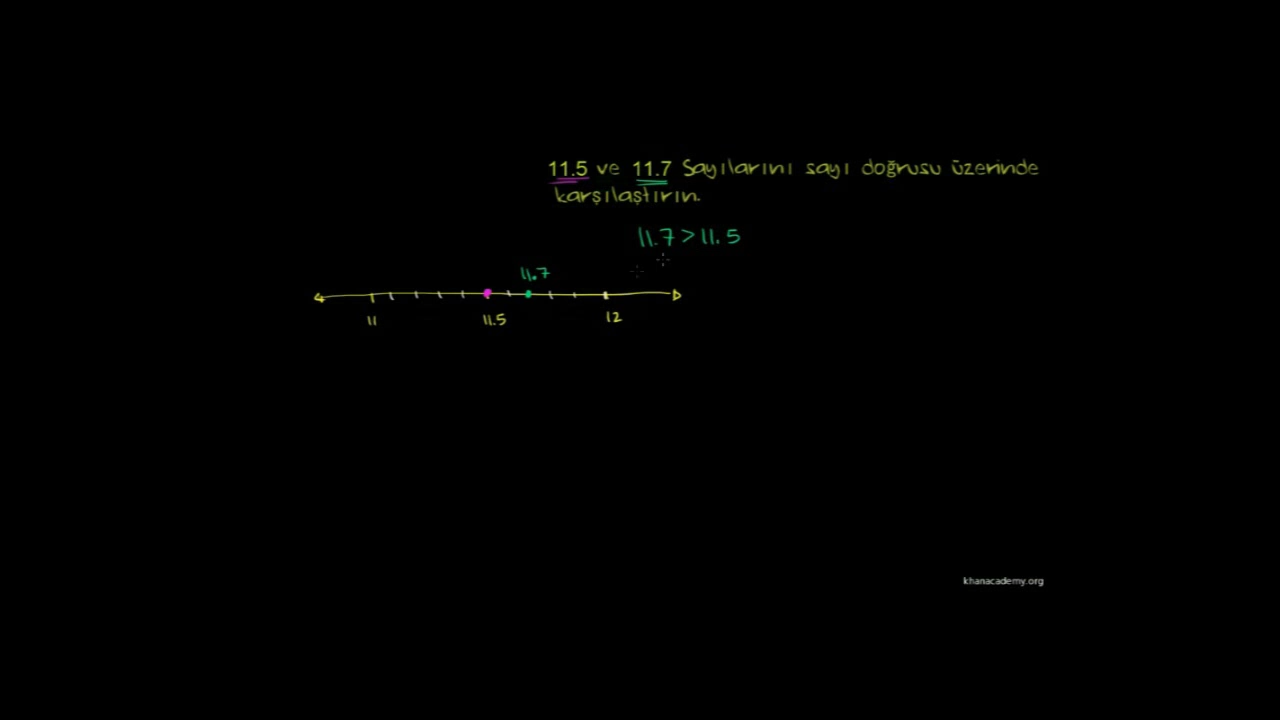 11.5 ve 11.7 Sayılarını sayı doğrusu üzerinde
karşılaştırın.
11.7 > 11.5
11.7
11 11.5 12
khanacademy.org